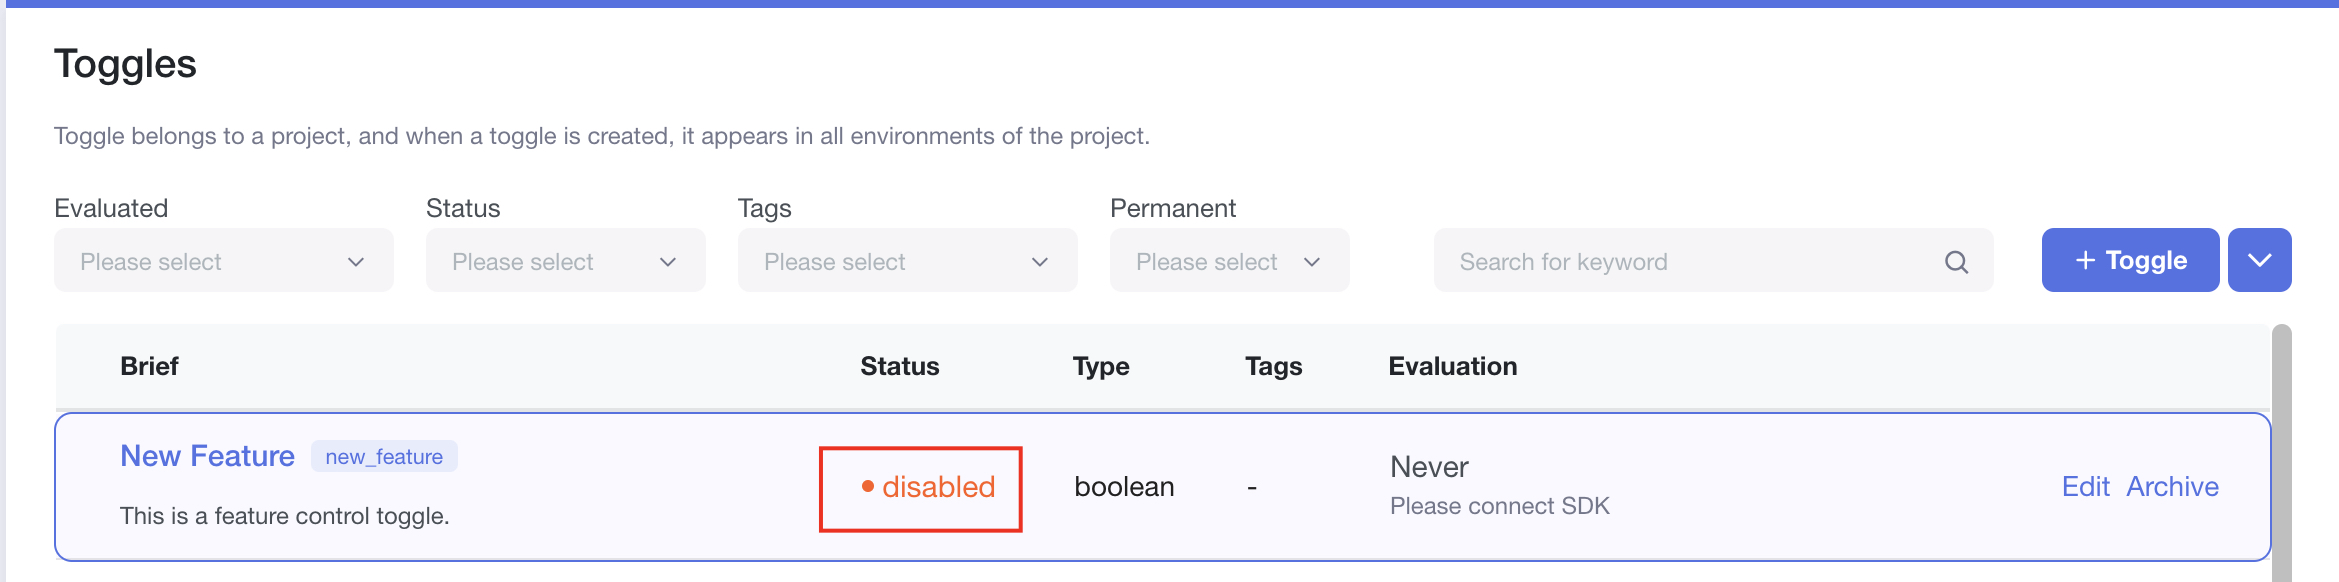 Toggles
Toggle belongs to a project, and when a toggle is created, it appears in all environments of the project.
Evaluated Status Tags Permanent
Please select Please select Please select Please select Search for keyword + Toggle
Brief Status Type Tags Evaluation
New Feature new_feature
This is a feature control toggle.
disabled boolean -
Never
Please connect SDK
Edit Archive